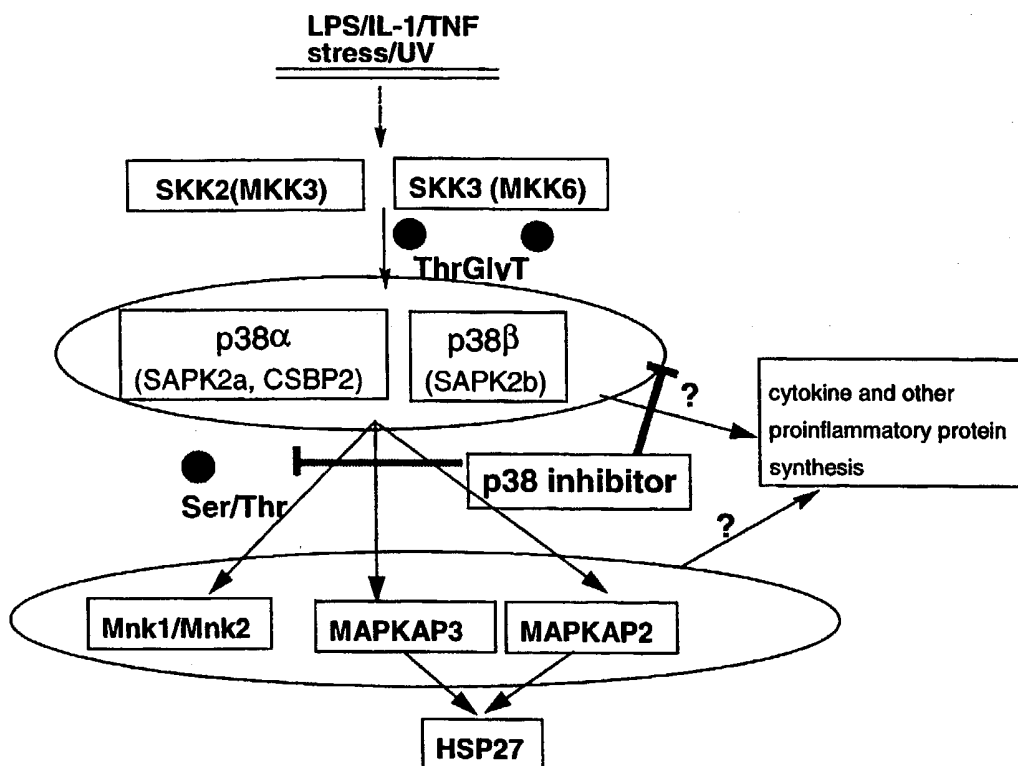 LPS/IL-1/TNF
stress/UV
SKK2(MKK3)
SKK3 (MKK6)
ThrGlvT
p38α
(SAPK2a, CSBP2)
p38β
(SAPK2b)
?
cytokine and other
proinflammatory protein
synthesis
p38 inhibitor
Ser/Thr
?
Mnk1/Mnk2
MAPKAP3
MAPKAP2
HSP27